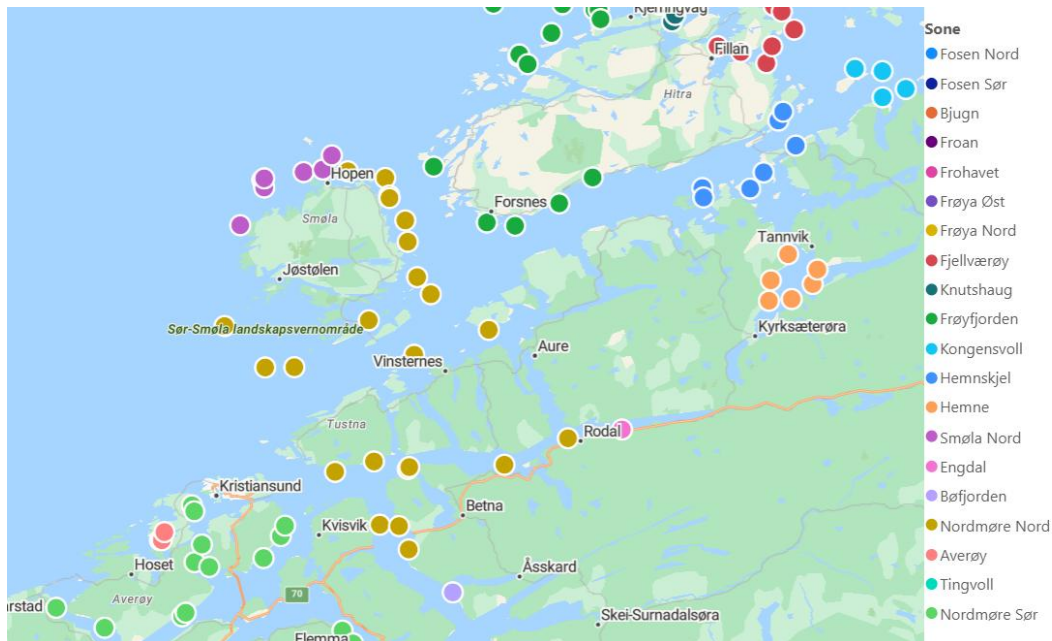 Kjerringvåg
Fillan
Hitra
Hopen
Forsnes
Smøla
Tannvik
Jøstølen
Sør-Smøla landskapsvernområde
Kyrksæterøra
Aure
Vinsternes
Tustna
Rodal
Kristiansund
Betna
Kvisvik
Hoset
Åsskard
70
Averøy
arstad
Skei-Surnadalsøra
Flemma
Sone
Fosen Nord
Fosen Sør
Bjugn
Froan
Frohavet
Frøya Øst
Frøya Nord
Fjellværøy
Knutshaug
Frøyfjorden
Kongensvoll
Hemnskjel
Hemne
Smøla Nord
Engdal
Bøfjorden
Nordmøre Nord
Averøy
Tingvoll
Nordmøre Sør